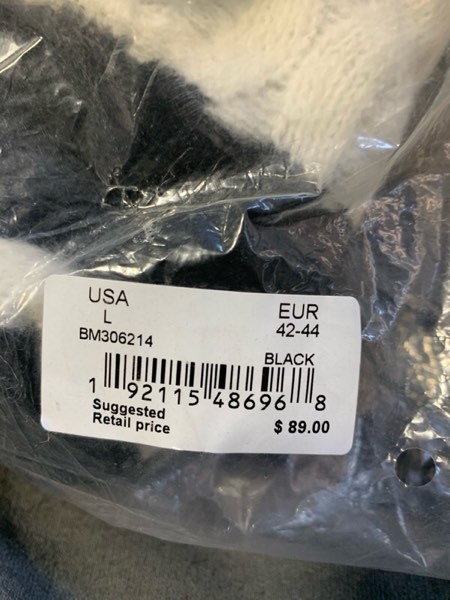 USA
L
BM306214
EUR
42-44
BLACK
1 92115 48696 8
Suggested
Retail price
$ 89.00